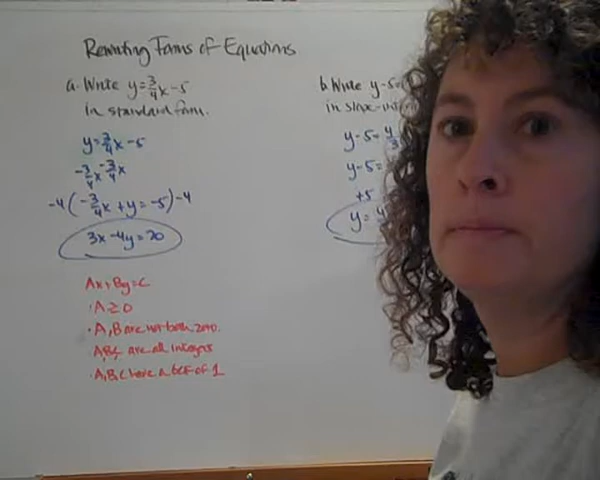 Rewriting Forms of Equations
a. Write y=3/4x-5
in standard form.
y=3/4x-5
-3/4x -3/4x
-4(-3/4x+y=-5)-4
3x-4y=20
Ax+By=C
·A≥0
·A,B are not both zero.
A,B,C are all integers
·A,B,C have a GCF of 1
b. Write y-5=
in slope-
y-5=4/3
y-5=
+5
y=